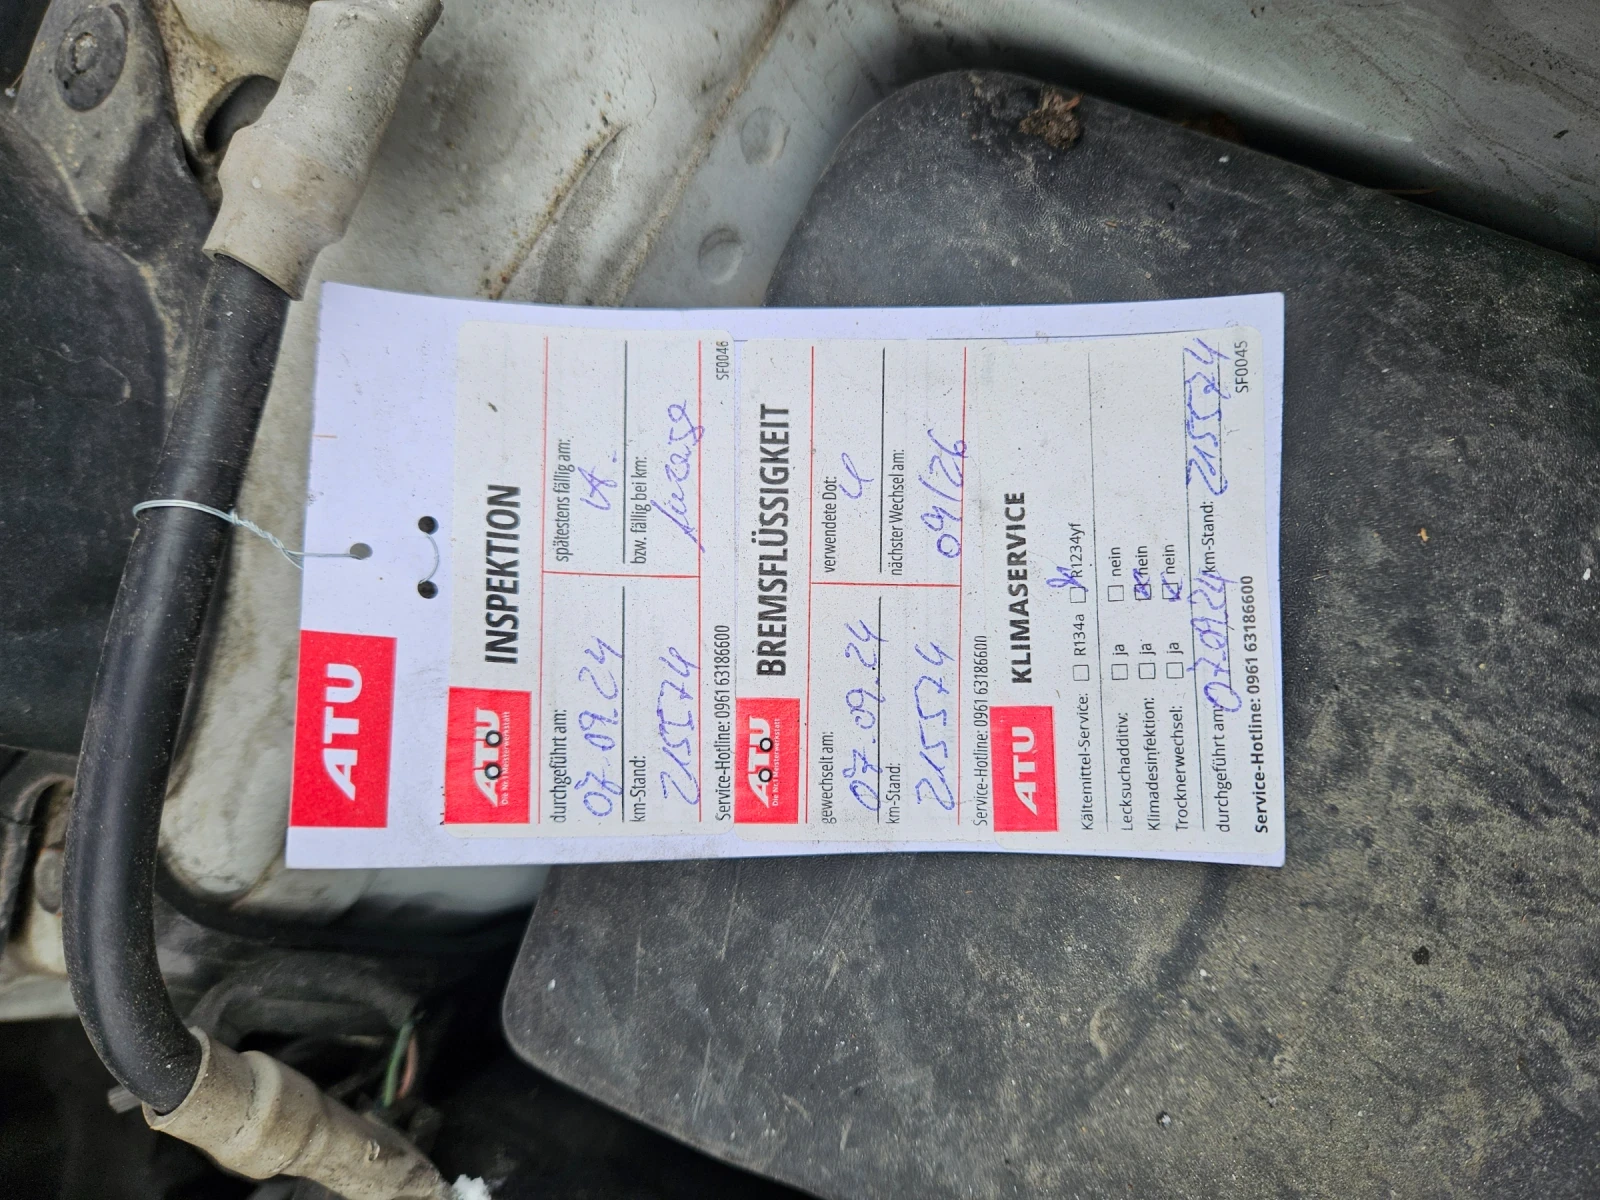 ATU
ATU
Die Nr.1 Meisterwerkstatt
INSPEKTION
durchgeführt am:
07.09.24
spätestens fällig am:
lt.
km-Stand:
215574
bzw. fällig bei km:
Service-Hotline: 0961 63186600
SF0046
ATU
Die Nr.1 Meisterwerkstatt
BREMSFLÜSSIGKEIT
gewechselt am:
07.09.24
verwendete Dot:
4
km-Stand:
215574
nächster Wechsel am:
09/26
Service-Hotline: 0961 63186600
ATU
KLIMASERVICE
Kältemittel-Service: R134a R1234yf
Lecksuchadditiv: ja nein
Klimadesinfektion: ja nein
Trocknerwechsel: ja nein
durchgeführt am: 07.09.24 km-Stand: 215574
Service-Hotline: 0961 63186600
SF0045